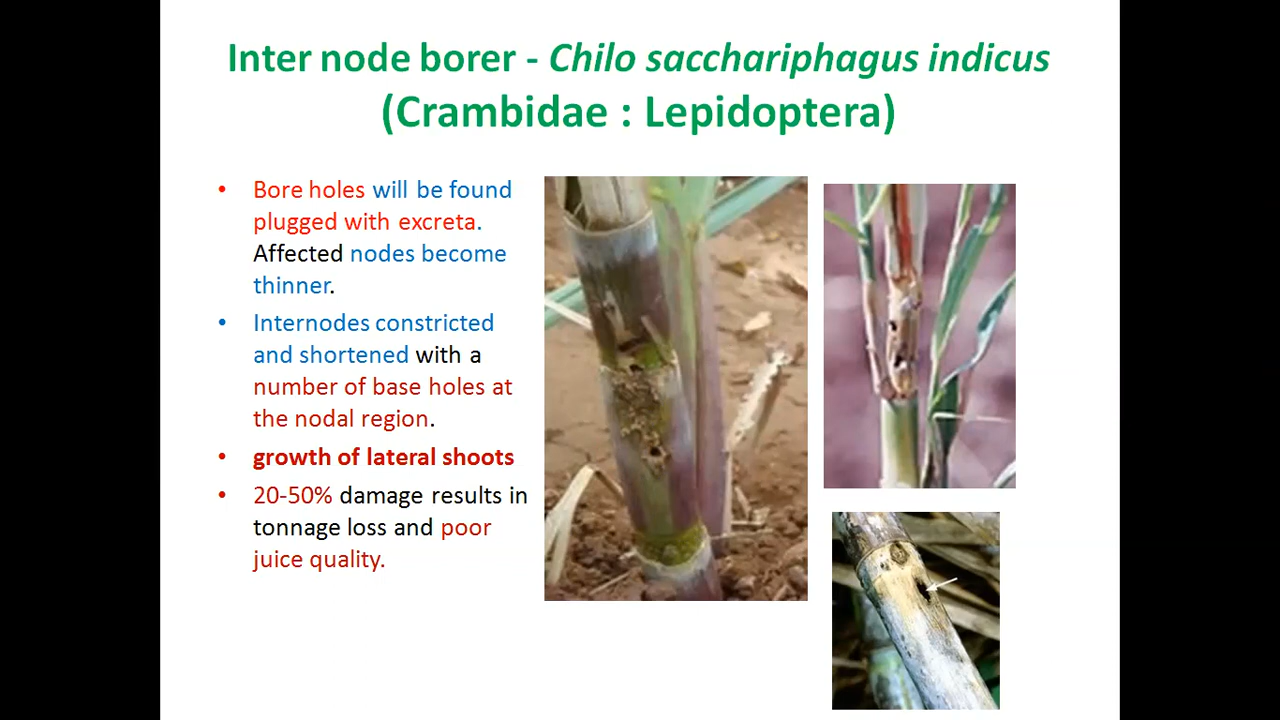 Inter node borer - Chilo sacchariphagus indicus
(Crambidae : Lepidoptera)
• Bore holes will be found
plugged with excreta.
Affected nodes become
thinner.
• Internodes constricted
and shortened with a
number of base holes at
the nodal region.
• growth of lateral shoots
• 20-50% damage results in
tonnage loss and poor
juice quality.